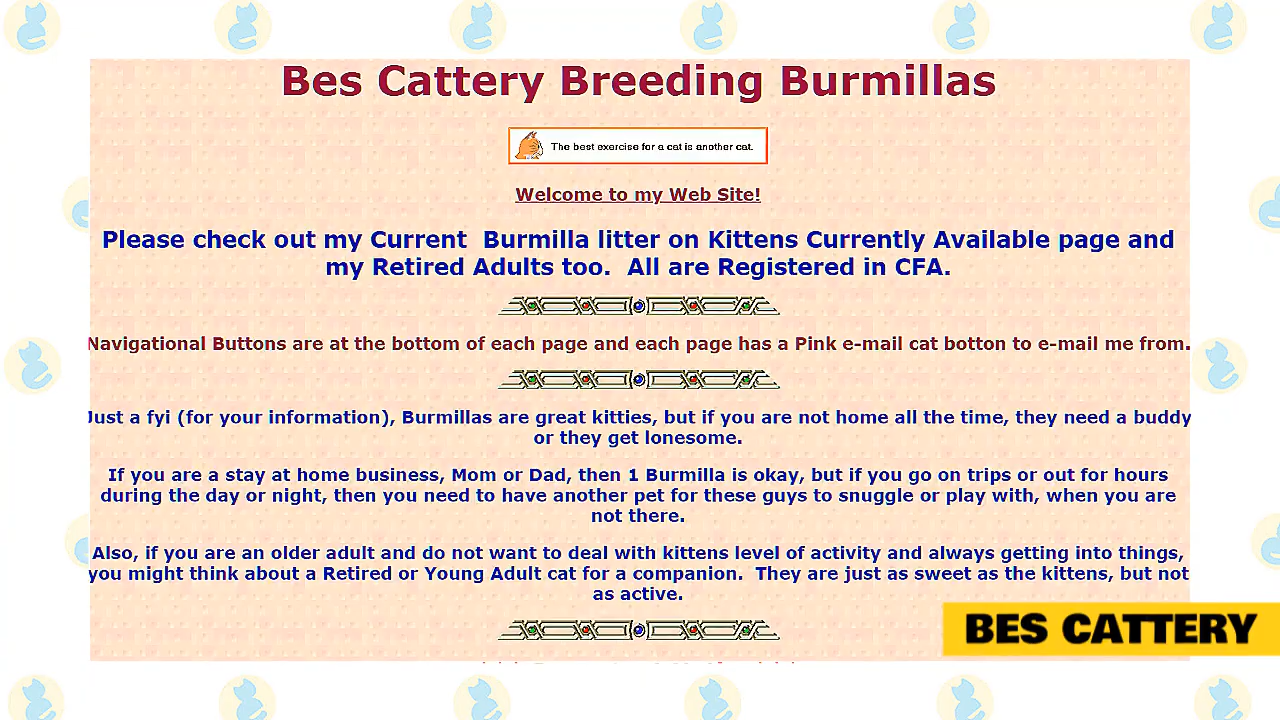 Bes Cattery Breeding Burmillas
The best exercise for a cat is another cat.
Welcome to my Web Site!
Please check out my Current  Burmilla litter on Kittens Currently Available page and
my Retired Adults too.  All are Registered in CFA.
Navigational Buttons are at the bottom of each page and each page has a Pink e-mail cat botton to e-mail me from.
Just a fyi (for your information), Burmillas are great kitties, but if you are not home all the time, they need a buddy
or they get lonesome.
If you are a stay at home business, Mom or Dad, then 1 Burmilla is okay, but if you go on trips or out for hours
during the day or night, then you need to have another pet for these guys to snuggle or play with, when you are
not there.
Also, if you are an older adult and do not want to deal with kittens level of activity and always getting into things,
you might think about a Retired or Young Adult cat for a companion.  They are just as sweet as the kittens, but not
as active.
BES CATTERY